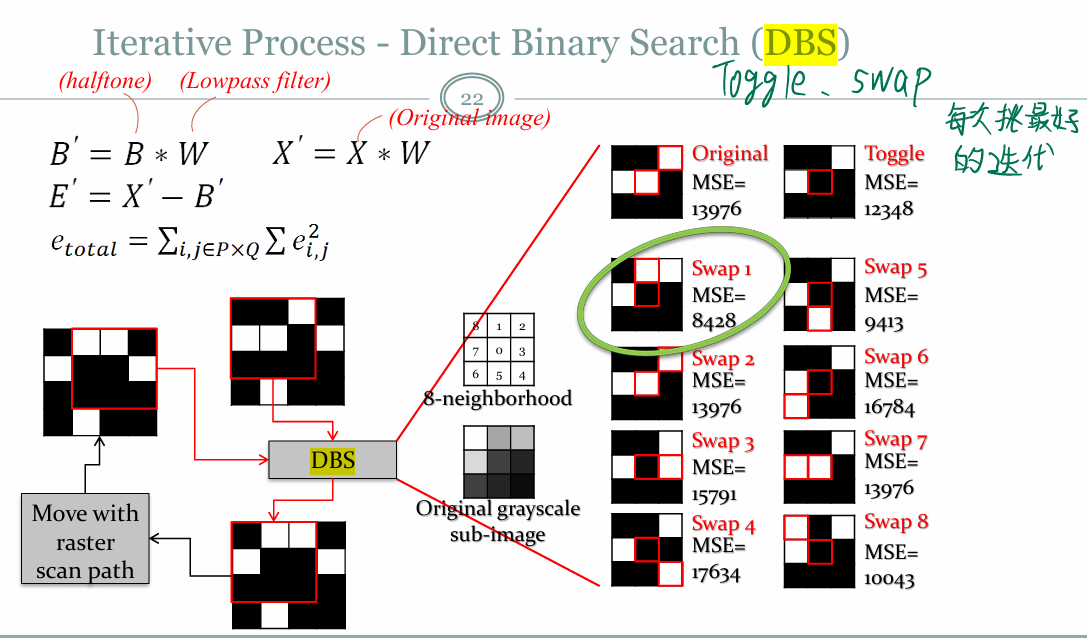 Iterative Process - Direct Binary Search (DBS)
(halftone) (Lowpass filter)
22
Toggle、swap
(Original image)
每次挑最好
的迭代
B′ = B ∗ W
X′ = X ∗ W
E′ = X′ − B′
e_total = ∑_{i,j∈P×Q} ∑ e²_{i,j}
DBS
Move with
raster
scan path
8 1 2
7 0 3
6 5 4
8-neighborhood
Original grayscale
sub-image
Original
MSE=
13976
Toggle
MSE=
12348
Swap 1
MSE=
8428
Swap 5
MSE=
9413
Swap 2
MSE=
13976
Swap 6
MSE=
16784
Swap 3
MSE=
15791
Swap 7
MSE=
13976
Swap 4
MSE=
17634
Swap 8
MSE=
10043